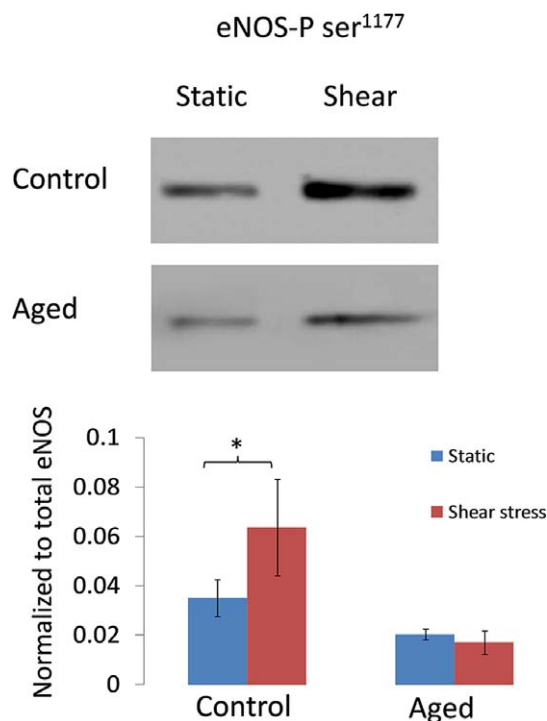 eNOS-P ser¹¹⁷⁷
Static Shear
Control
Aged
Normalized to total eNOS
0.1
0.08
0.06
0.04
0.02
0
*
Static
Shear stress
Control Aged